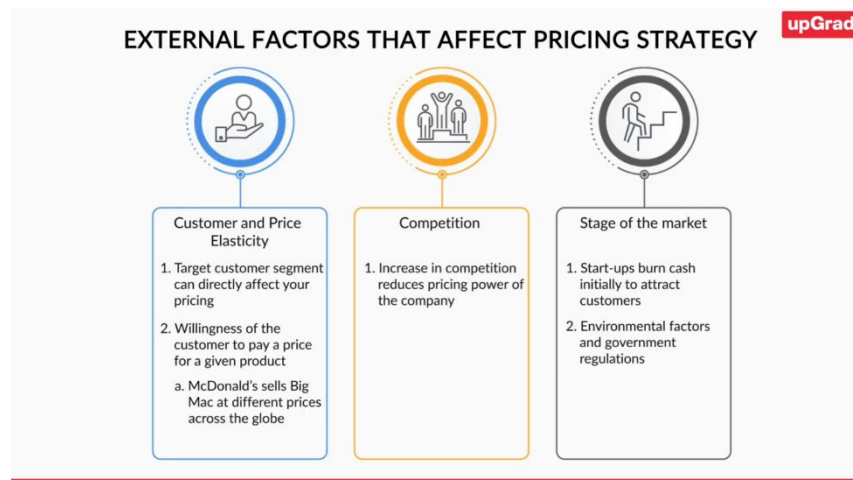 upGrad
EXTERNAL FACTORS THAT AFFECT PRICING STRATEGY
Customer and Price
Elasticity
1. Target customer segment
can directly affect your
pricing
2. Willingness of the
customer to pay a price
for a given product
a. McDonald's sells Big
Mac at different prices
across the globe
Competition
1. Increase in competition
reduces pricing power of
the company
Stage of the market
1. Start-ups burn cash
initially to attract
customers
2. Environmental factors
and government
regulations